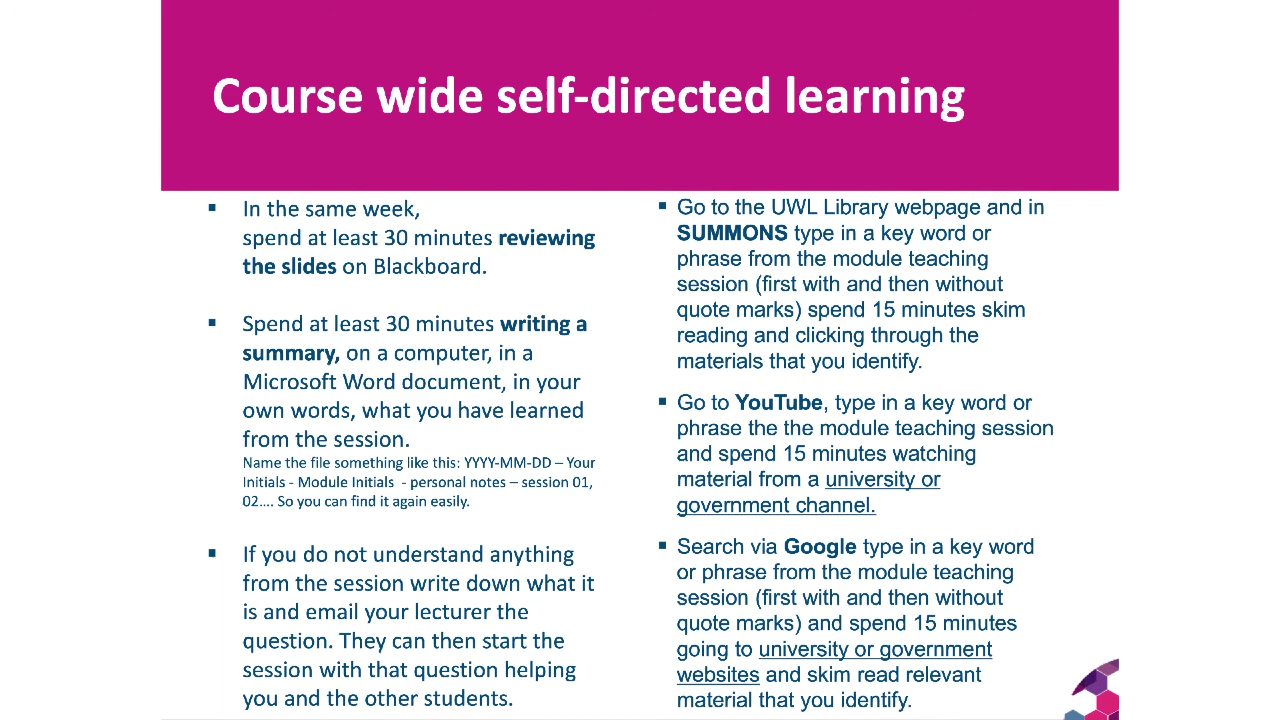 Course wide self-directed learning
▪ In the same week,
spend at least 30 minutes reviewing
the slides on Blackboard.
▪ Spend at least 30 minutes writing a
summary, on a computer, in a
Microsoft Word document, in your
own words, what you have learned
from the session.
Name the file something like this: YYYY-MM-DD – Your
Initials - Module Initials  - personal notes – session 01,
02…. So you can find it again easily.
▪ If you do not understand anything
from the session write down what it
is and email your lecturer the
question. They can then start the
session with that question helping
you and the other students.
▪ Go to the UWL Library webpage and in
SUMMONS type in a key word or
phrase from the module teaching
session (first with and then without
quote marks) spend 15 minutes skim
reading and clicking through the
materials that you identify.
▪ Go to YouTube, type in a key word or
phrase the the module teaching session
and spend 15 minutes watching
material from a university or
government channel.
▪ Search via Google type in a key word
or phrase from the module teaching
session (first with and then without
quote marks) and spend 15 minutes
going to university or government
websites and skim read relevant
material that you identify.